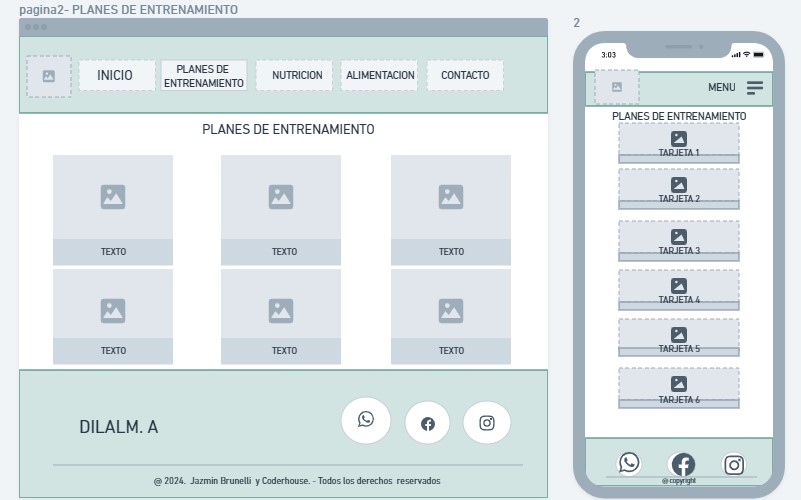 pagina2- PLANES DE ENTRENAMIENTO
INICIO
PLANES DE
ENTRENAMIENTO
NUTRICION
ALIMENTACION
CONTACTO
PLANES DE ENTRENAMIENTO
TEXTO
TEXTO
TEXTO
TEXTO
TEXTO
TEXTO
DILALM. A
@ 2024. Jazmin Brunelli y Coderhouse. - Todos los derechos reservados
2
3:03
MENU
PLANES DE ENTRENAMIENTO
TARJETA 1
TARJETA 2
TARJETA 3
TARJETA 4
TARJETA 5
TARJETA 6
@ copyright